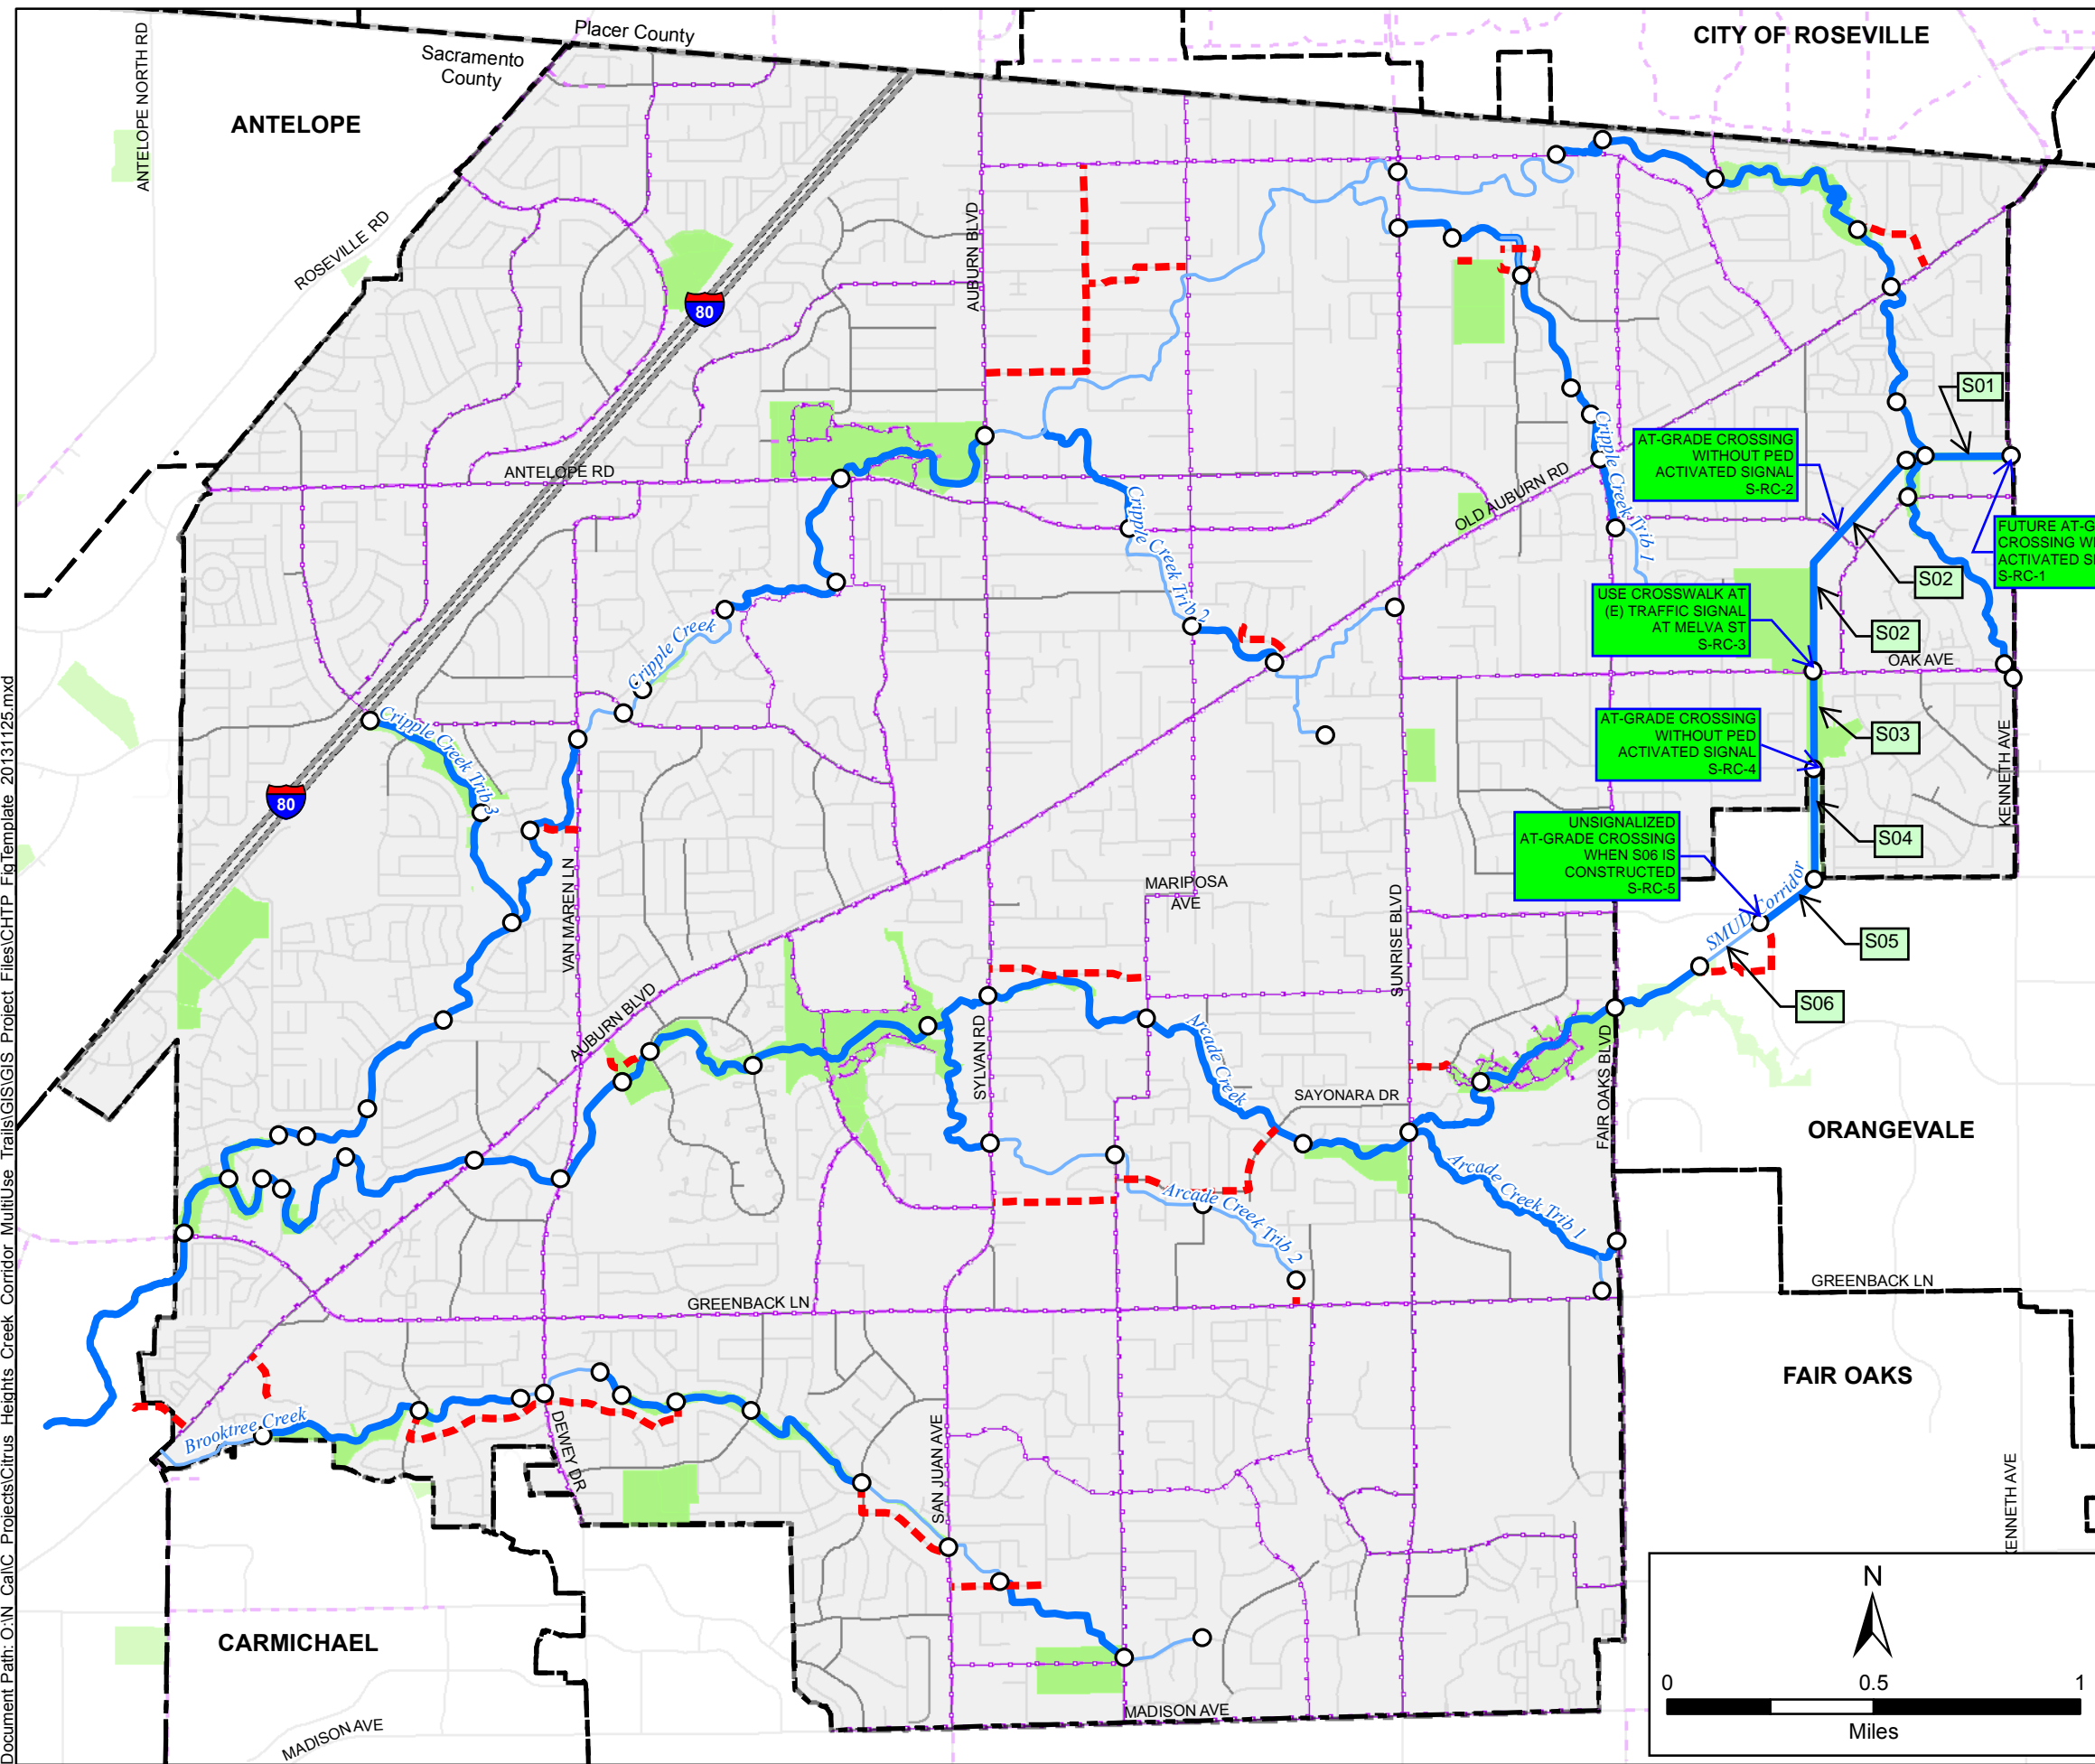 Placer County
Sacramento
County
CITY OF ROSEVILLE
ANTELOPE
ANTELOPE NORTH RD
ROSEVILLE RD
80
AUBURN BLVD
ANTELOPE RD
OLD AUBURN RD
Cripple Creek Trib 1
Cripple Creek Trib 2
Cripple Creek
Cripple Creek Trib 3
80
S01
AT-GRADE CROSSING
WITHOUT PED
ACTIVATED SIGNAL
S-RC-2
FUTURE AT-G
CROSSING WI
ACTIVATED SI
S-RC-1
S02
USE CROSSWALK AT
(E) TRAFFIC SIGNAL
AT MELVA ST
S-RC-3
S02
OAK AVE
AT-GRADE CROSSING
WITHOUT PED
ACTIVATED SIGNAL
S-RC-4
S03
KENNETH AVE
UNSIGNALIZED
AT-GRADE CROSSING
WHEN S06 IS
CONSTRUCTED
S-RC-5
S04
SMUD Corridor
S05
S06
VAN MAREN LN
MARIPOSA
AVE
SUNRISE BLVD
AUBURN BLVD
SYLVAN RD
Arcade Creek
SAYONARA DR
FAIR OAKS BLVD
ORANGEVALE
Arcade Creek Trib 1
Arcade Creek Trib 2
GREENBACK LN
GREENBACK LN
FAIR OAKS
Brooktree Creek
DEWEY DR
SAN JUAN AVE
KENNETH AVE
CARMICHAEL
MADISON AVE
MADISON AVE
N
0 0.5 1
Miles
Document Path: O:\N Cal\C Projects\Citrus Heights Creek Corridor MultiUse Trails\GIS\GIS Project Files\CHTP FigTemplate 20131125.mxd